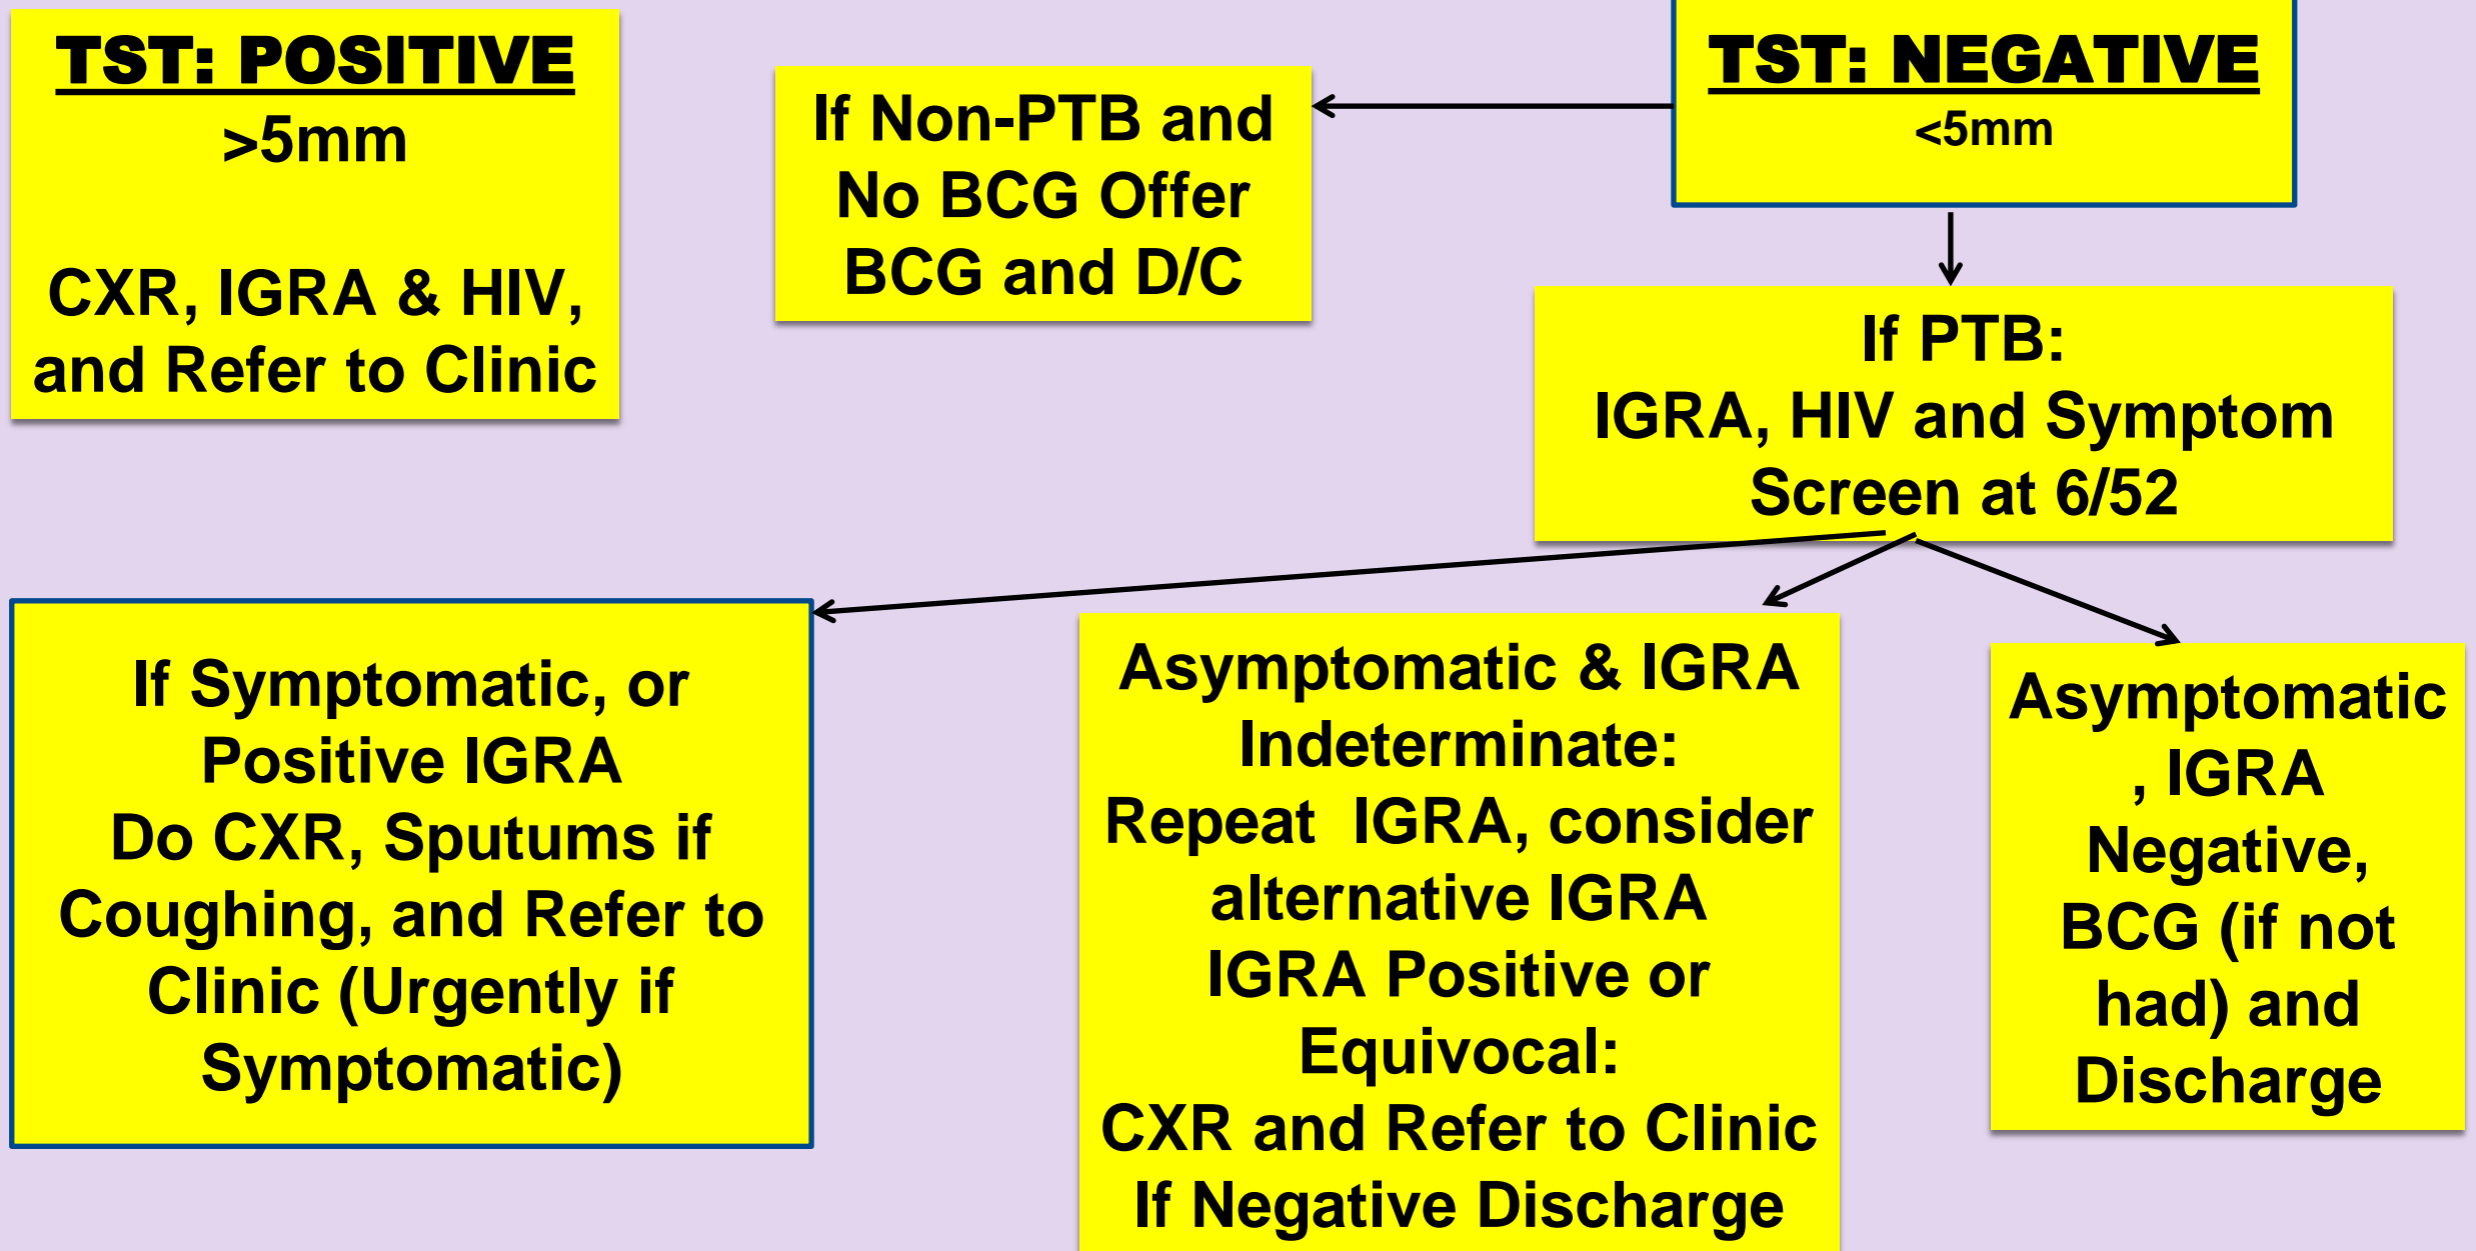 TST: POSITIVE
>5mm
CXR, IGRA & HIV,
and Refer to Clinic
If Non-PTB and
No BCG Offer
BCG and D/C
TST: NEGATIVE
<5mm
If PTB:
IGRA, HIV and Symptom
Screen at 6/52
If Symptomatic, or
Positive IGRA
Do CXR, Sputums if
Coughing, and Refer to
Clinic (Urgently if
Symptomatic)
Asymptomatic & IGRA
Indeterminate:
Repeat  IGRA, consider
alternative IGRA
IGRA Positive or
Equivocal:
CXR and Refer to Clinic
If Negative Discharge
Asymptomatic
, IGRA
Negative,
BCG (if not
had) and
Discharge